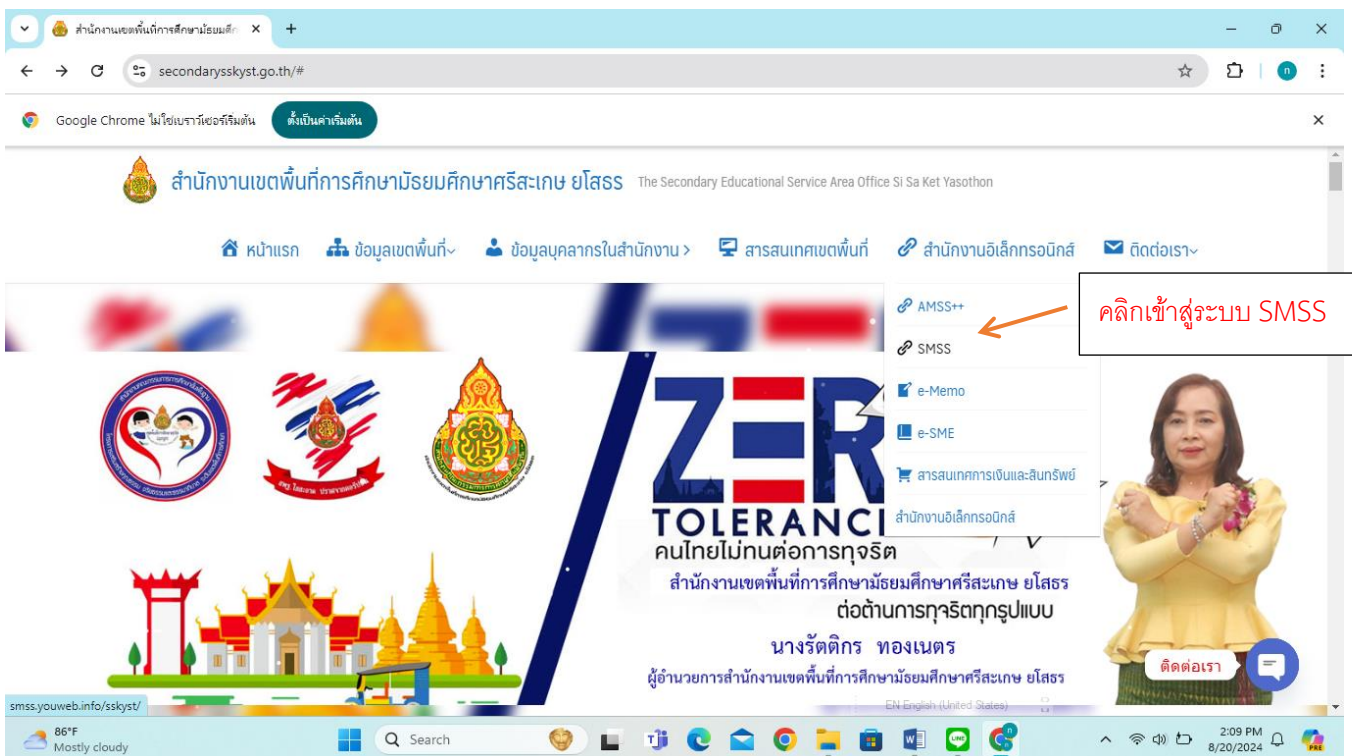 สำนักงานเขตพื้นที่การศึกษามัธยมศึก
secondarysskyst.go.th/#
n
Google Chrome ไม่ใช่เบราว์เซอร์เริ่มต้น ตั้งเป็นค่าเริ่มต้น
สำนักงานเขตพื้นที่การศึกษามัธยมศึกษาศรีสะเกษ ยโสธร The Secondary Educational Service Area Office Si Sa Ket Yasothon
หน้าแรก ข้อมูลเขตพื้นที่ ข้อมูลบุคลากรในสำนักงาน > สารสนเทศเขตพื้นที่ สำนักงานอิเล็กทรอนิกส์ ติดต่อเรา
AMSS++
คลิกเข้าสู่ระบบ SMSS
SMSS
e-Memo
e-SME
สารสนเทศการเงินและสินทรัพย์
สำนักงานอิเล็กทรอนิกส์
ZER
TOLERANC
คนไทยไม่ทนต่อการทุจริต
สำนักงานเขตพื้นที่การศึกษามัธยมศึกษาศรีสะเกษ ยโสธร
ต่อต้านการทุจริตทุกรูปแบบ
นางรัตติกร ทองเนตร
ผู้อำนวยการสำนักงานเขตพื้นที่การศึกษามัธยมศึกษาศรีสะเกษ ยโสธร
ติดต่อเรา
smss.youweb.info/sskyst/
EN English (United States)
86°F
Mostly cloudy
Search
2:09 PM
8/20/2024